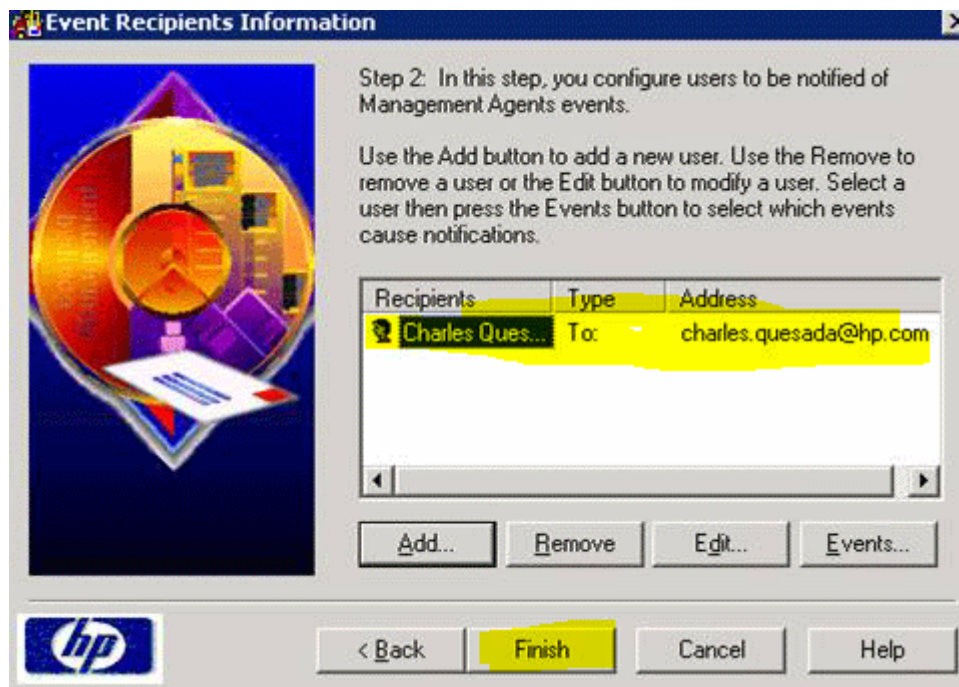 Event Recipients Information
Step 2: In this step, you configure users to be notified of
Management Agents events.
Use the Add button to add a new user. Use the Remove to
remove a user or the Edit button to modify a user. Select a
user then press the Events button to select which events
cause notifications.
Recipients Type Address
Charles Ques... To: charles.quesada@hp.com
Add... Remove Edit... Events...
hp
< Back Finish Cancel Help